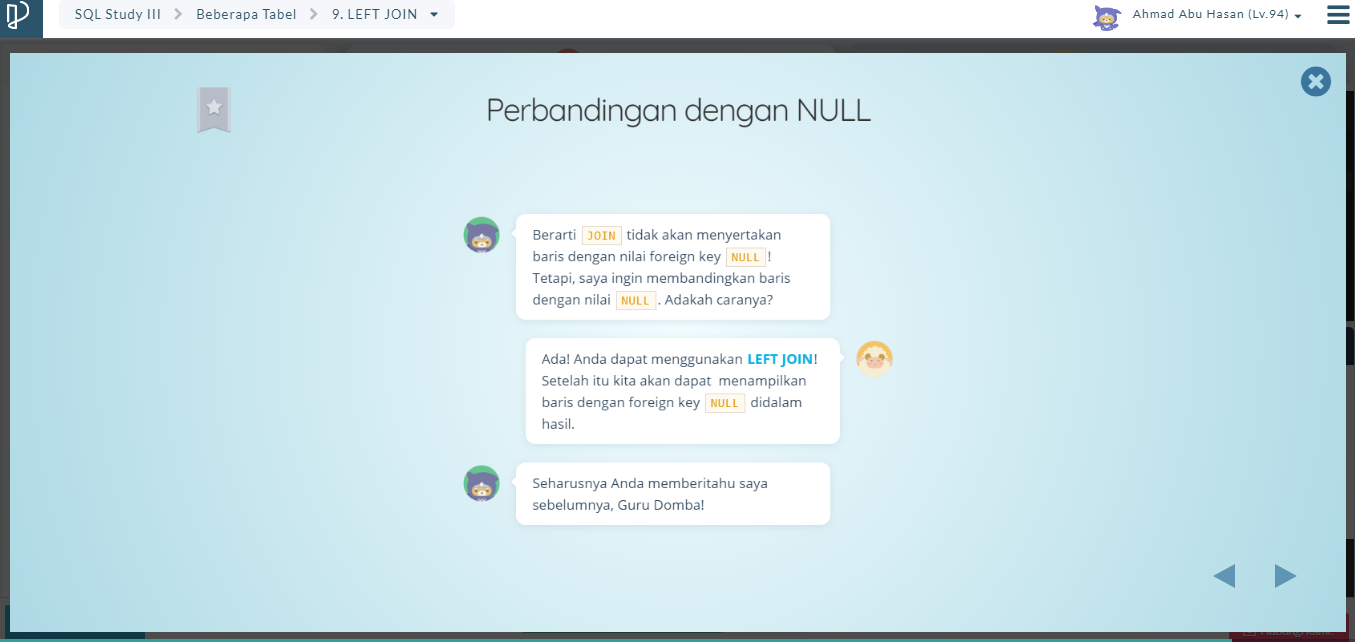 SQL Study III > Beberapa Tabel > 9. LEFT JOIN
Ahmad Abu Hasan (Lv.94)
Perbandingan dengan NULL
Berarti JOIN tidak akan menyertakan
baris dengan nilai foreign key NULL!
Tetapi, saya ingin membandingkan baris
dengan nilai NULL. Adakah caranya?
Ada! Anda dapat menggunakan LEFT JOIN!
Setelah itu kita akan dapat menampilkan
baris dengan foreign key NULL didalam
hasil.
Seharusnya Anda memberitahu saya
sebelumnya, Guru Domba!